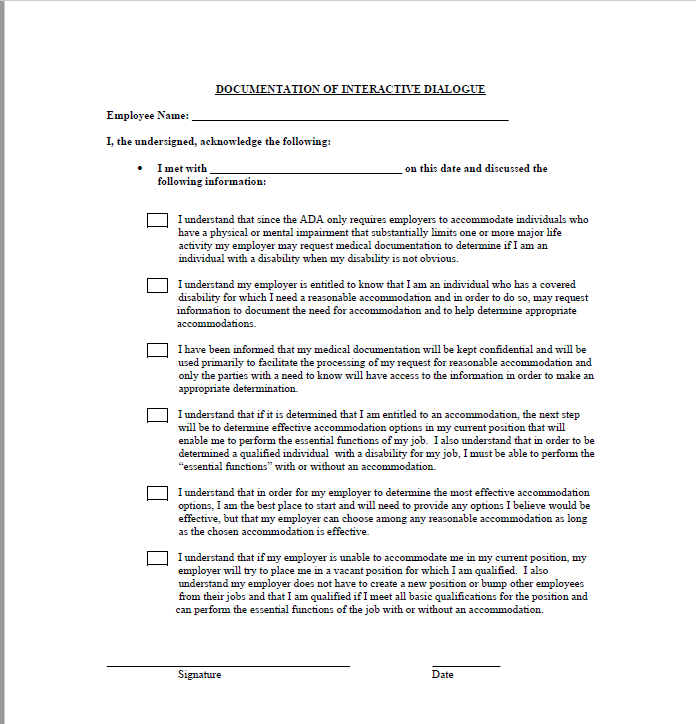 DOCUMENTATION OF INTERACTIVE DIALOGUE
Employee Name: ___
I, the undersigned, acknowledge the following:
• I met with ___ on this date and discussed the
following information:
I understand that since the ADA only requires employers to accommodate individuals who
have a physical or mental impairment that substantially limits one or more major life
activity my employer may request medical documentation to determine if I am an
individual with a disability when my disability is not obvious.
I understand my employer is entitled to know that I am an individual who has a covered
disability for which I need a reasonable accommodation and in order to do so, may request
information to document the need for accommodation and to help determine appropriate
accommodations.
I have been informed that my medical documentation will be kept confidential and will be
used primarily to facilitate the processing of my request for reasonable accommodation and
only the parties with a need to know will have access to the information in order to make an
appropriate determination.
I understand that if it is determined that I am entitled to an accommodation, the next step
will be to determine effective accommodation options in my current position that will
enable me to perform the essential functions of my job. I also understand that in order to be
determined a qualified individual with a disability for my job, I must be able to perform the
“essential functions” with or without an accommodation.
I understand that in order for my employer to determine the most effective accommodation
options, I am the best place to start and will need to provide any options I believe would be
effective, but that my employer can choose among any reasonable accommodation as long
as the chosen accommodation is effective.
I understand that if my employer is unable to accommodate me in my current position, my
employer will try to place me in a vacant position for which I am qualified. I also
understand my employer does not have to create a new position or bump other employees
from their jobs and that I am qualified if I meet all basic qualifications for the position and
can perform the essential functions of the job with or without an accommodation.
Signature Date